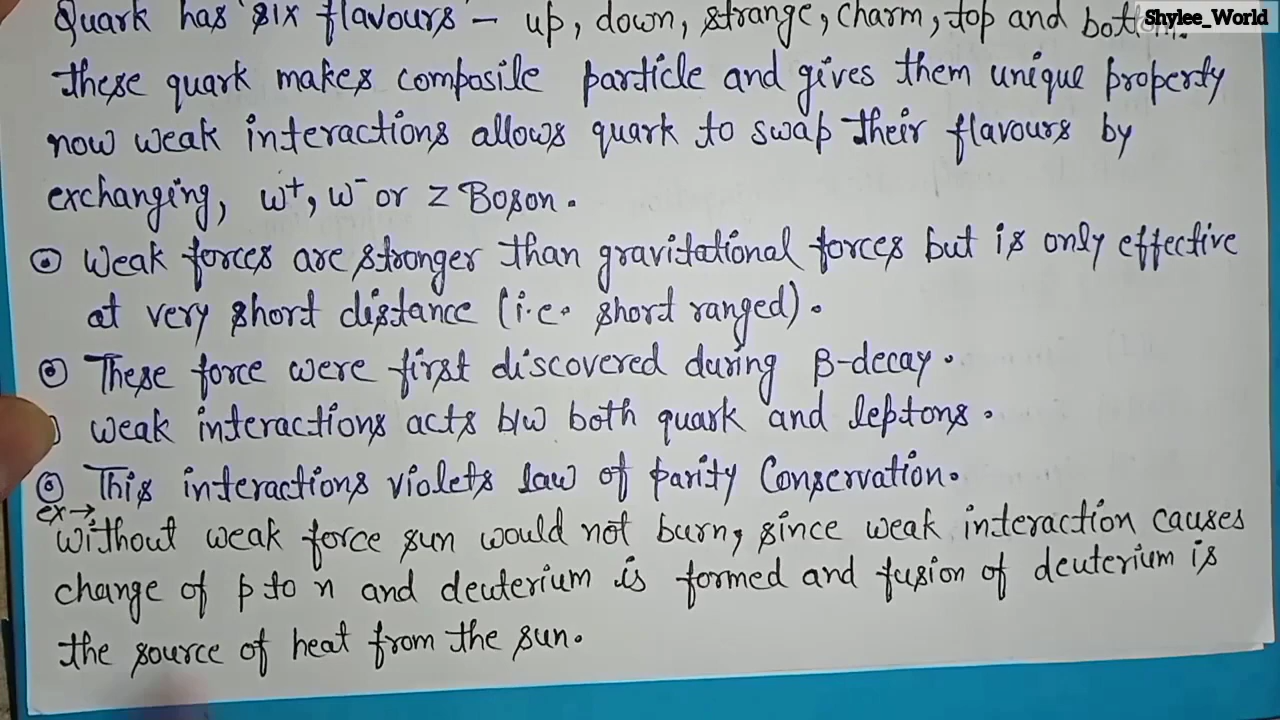 Shylee_World
Quark has six flavours - up, down, strange, charm, top and bottom.
these quark makes composile particle and gives them unique property
now weak interactions allows quark to swap their flavours by
exchanging, W+, W- or Z Boson.
Weak forces are stronger than gravitational forces but is only effective
at very short distance (i.e. short ranged).
These force were first discovered during β-decay.
weak interactions acts b/w both quark and leptons.
This interactions violets law of parity Conservation.
ex →
Without weak force sun would not burn, since weak interaction causes
change of p to n and deuterium is formed and fusion of deuterium is
the source of heat from the sun.